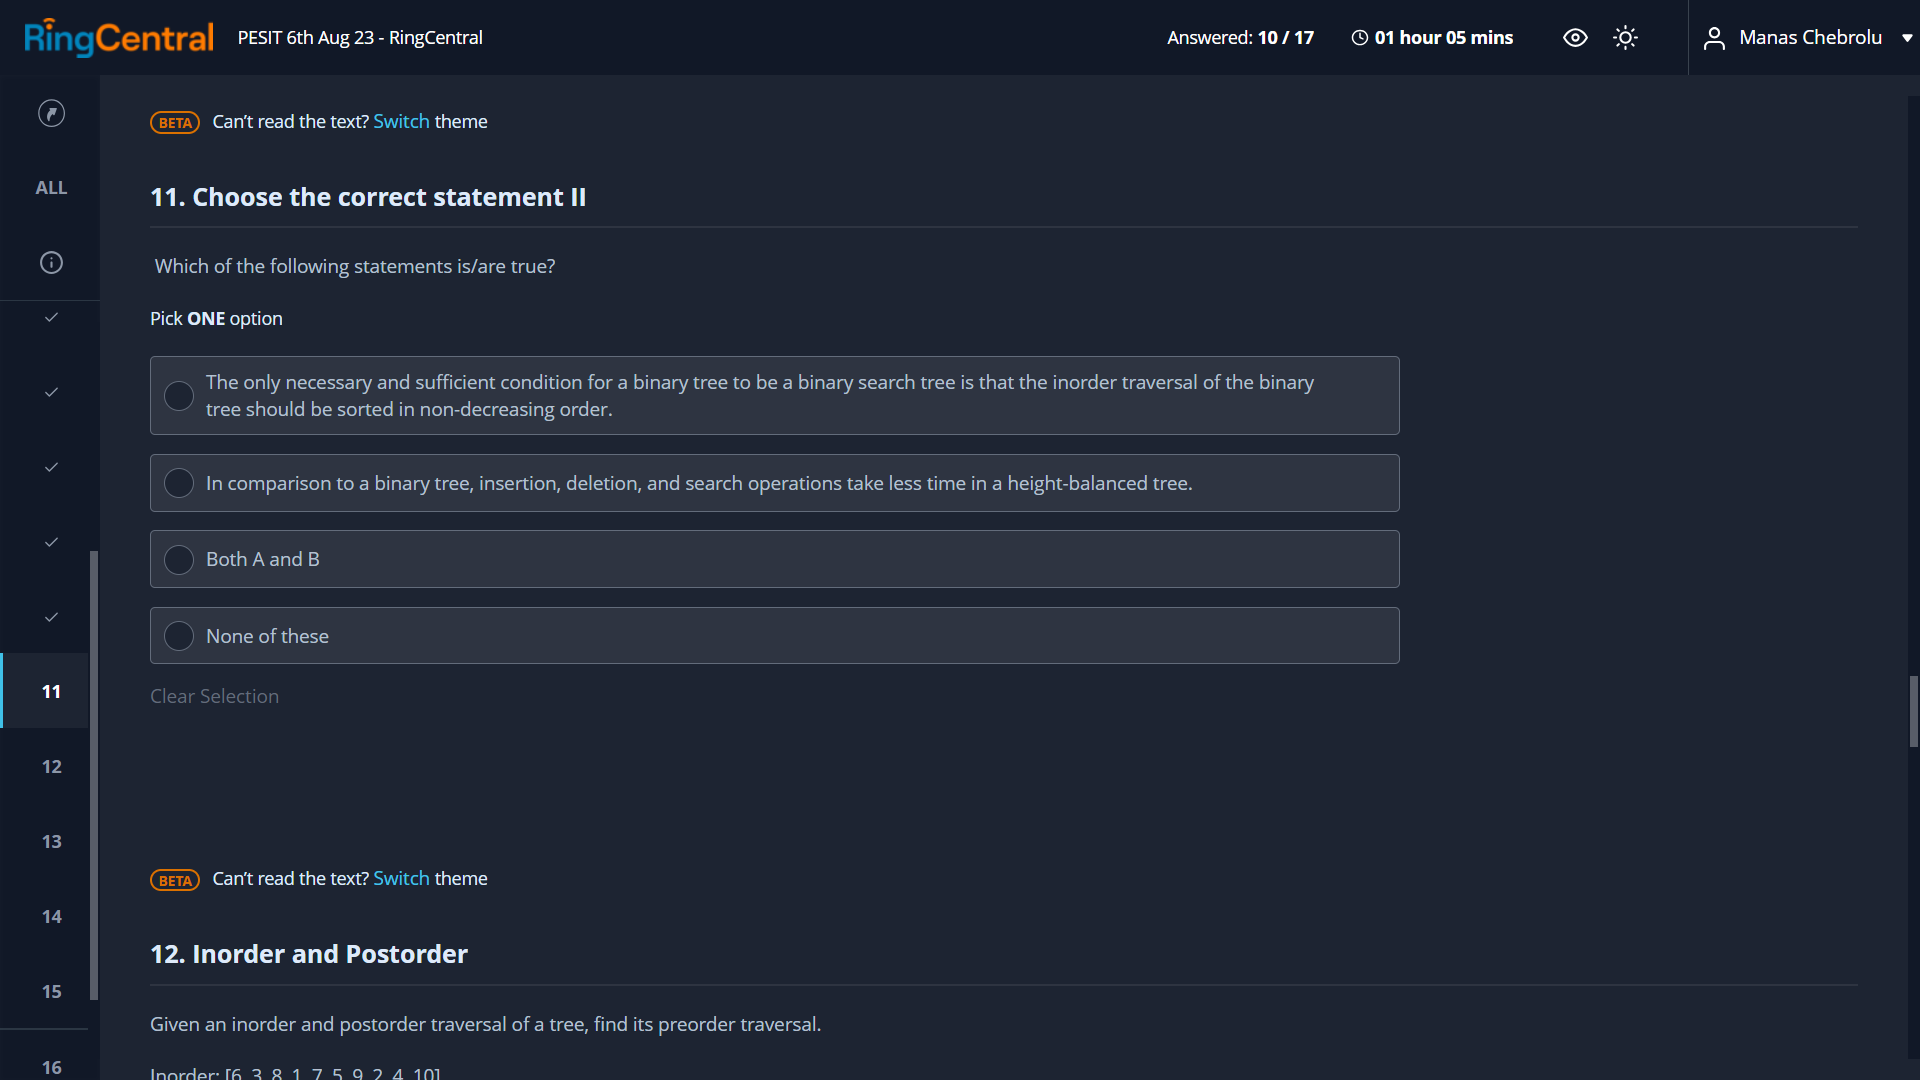 RingCentral PESIT 6th Aug 23 - RingCentral Answered: 10 / 17 01 hour 05 mins Manas Chebrolu
ALL
11
12
13
14
15
16
BETA Can't read the text? Switch theme
11. Choose the correct statement II
Which of the following statements is/are true?
Pick ONE option
The only necessary and sufficient condition for a binary tree to be a binary search tree is that the inorder traversal of the binary
tree should be sorted in non-decreasing order.
In comparison to a binary tree, insertion, deletion, and search operations take less time in a height-balanced tree.
Both A and B
None of these
Clear Selection
BETA Can't read the text? Switch theme
12. Inorder and Postorder
Given an inorder and postorder traversal of a tree, find its preorder traversal.
Inorder: [6, 3, 8, 1, 7, 5, 9, 2, 4, 10]